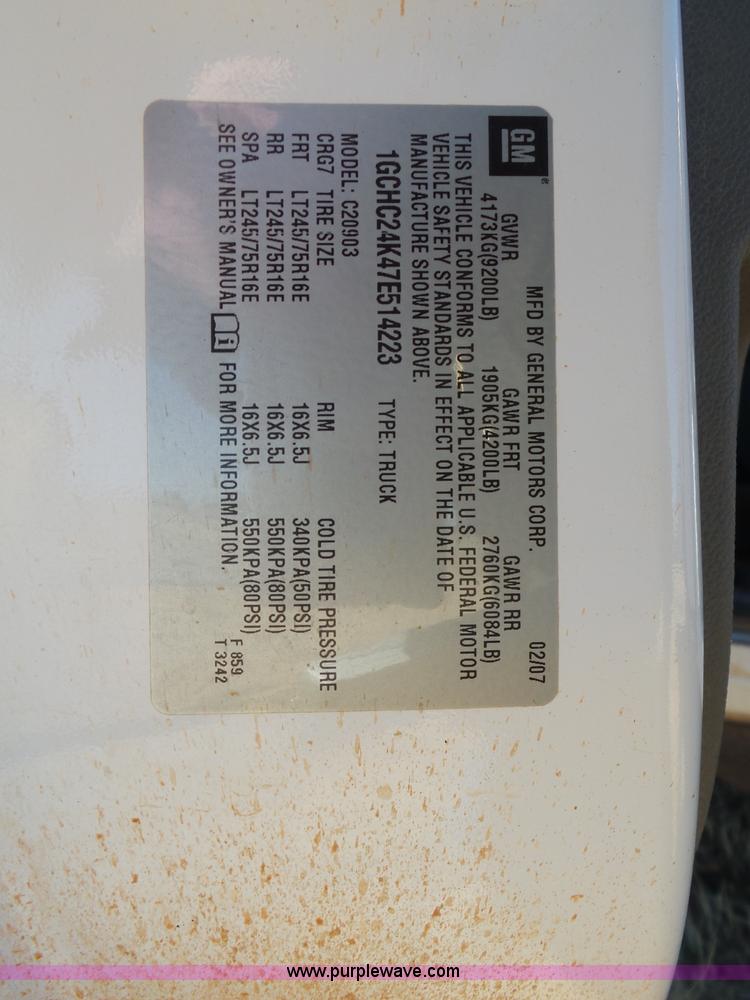 GM®
MFD BY GENERAL MOTORS CORP. 02/07
GVWR GAWR FRT GAWR RR
4173KG(9200LB) 1905KG(4200LB) 2760KG(6084LB)
THIS VEHICLE CONFORMS TO ALL APPLICABLE U.S. FEDERAL MOTOR
VEHICLE SAFETY STANDARDS IN EFFECT ON THE DATE OF
MANUFACTURE SHOWN ABOVE.
1GCHC24K47E514223 TYPE: TRUCK
MODEL: C20903
CRG7 TIRE SIZE RIM COLD TIRE PRESSURE
FRT LT245/75R16E 16X6.5J 340KPA(50PSI)
RR LT245/75R16E 16X6.5J 550KPA(80PSI)
SPA LT245/75R16E 16X6.5J 550KPA(80PSI)
SEE OWNER'S MANUAL i FOR MORE INFORMATION.
F 859
T 3242
www.purplewave.com